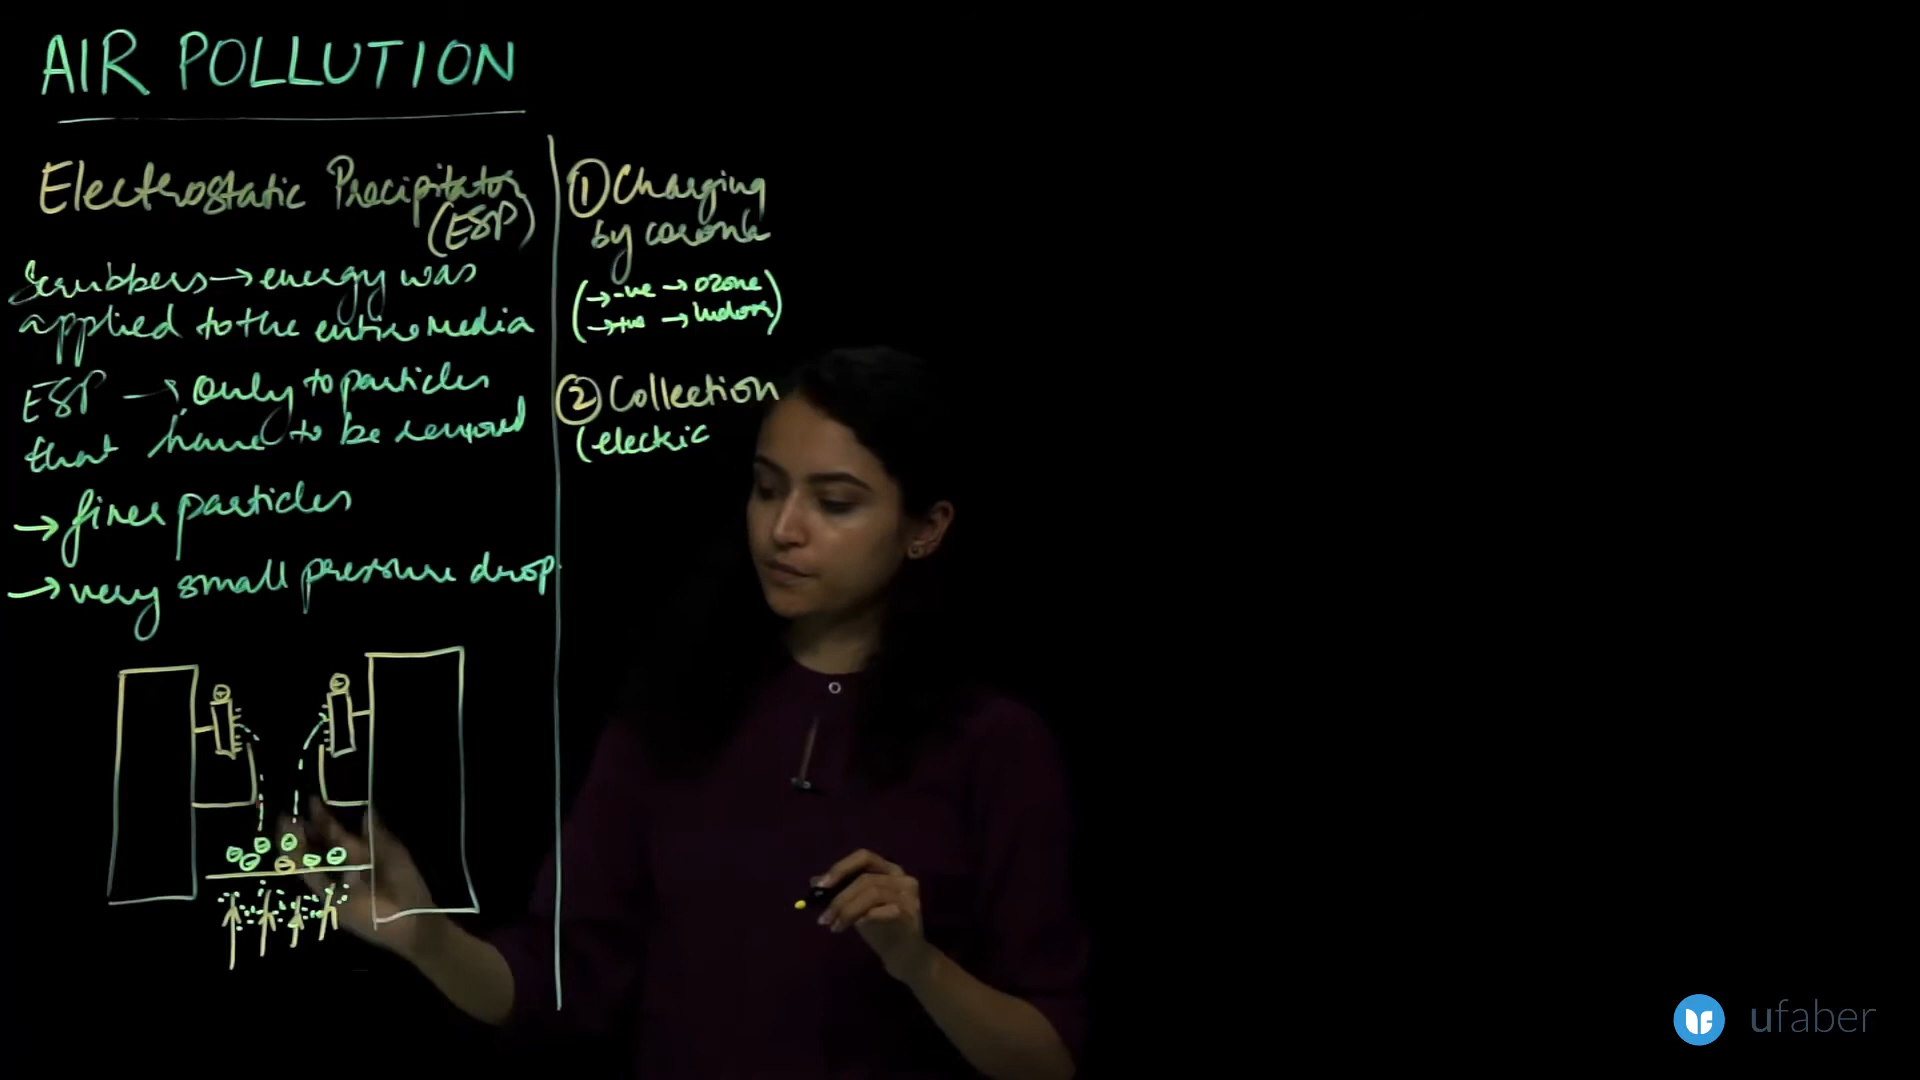 AIR POLLUTION
Electrostatic Precipitator
(ESP)
Scrubbers → energy was
applied to the entire media
ESP → only to particles
that have to be removed
→ finer particles
→ very small pressure drop
① Charging
by corona
(→ -ve → ozone
→ +ve → Indoor)
② Collection
(electric
ufaber